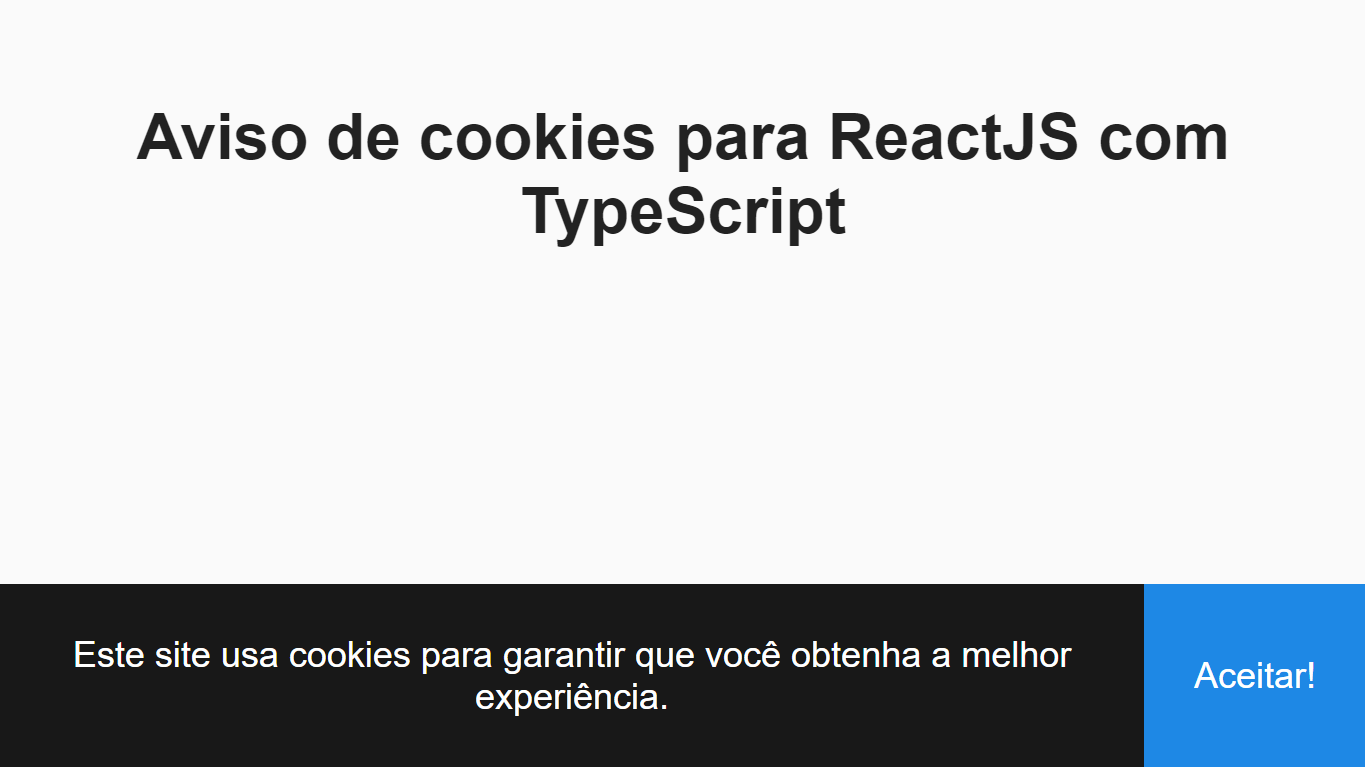 Aviso de cookies para ReactJS com
TypeScript
Este site usa cookies para garantir que você obtenha a melhor
experiência.
Aceitar!